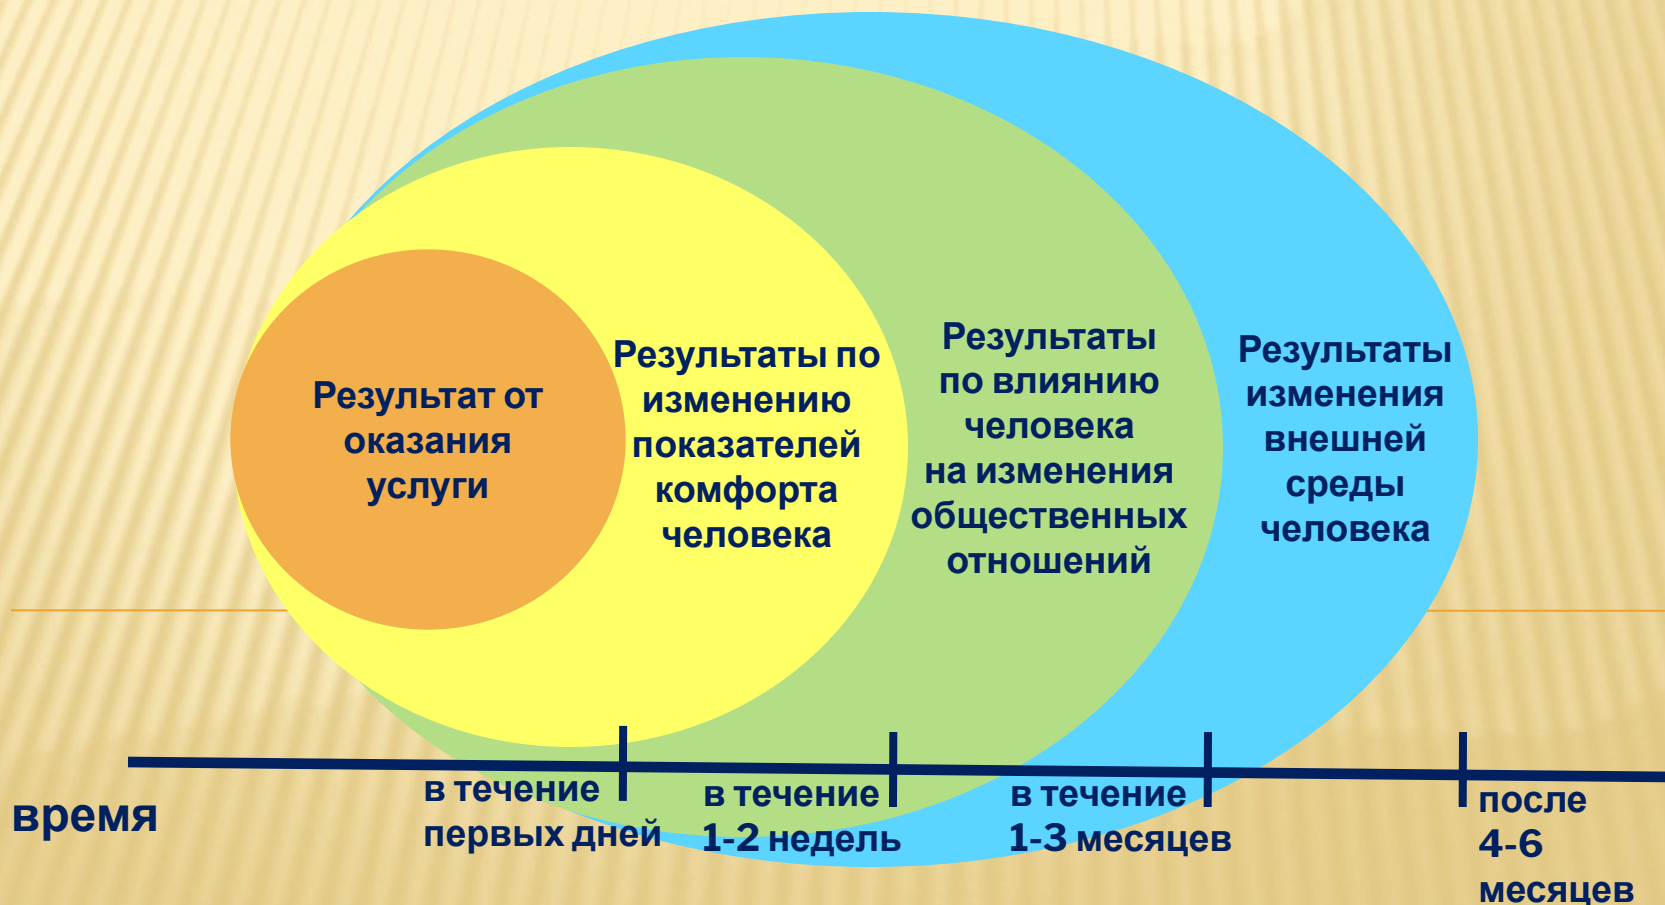 Результат от
оказания
услуги
Результаты по
изменению
показателей
комфорта
человека
Результаты
по влиянию
человека
на изменения
общественных
отношений
Результаты
изменения
внешней
среды
человека
время
в течение
первых дней
в течение
1-2 недель
в течение
1-3 месяцев
после
4-6
месяцев